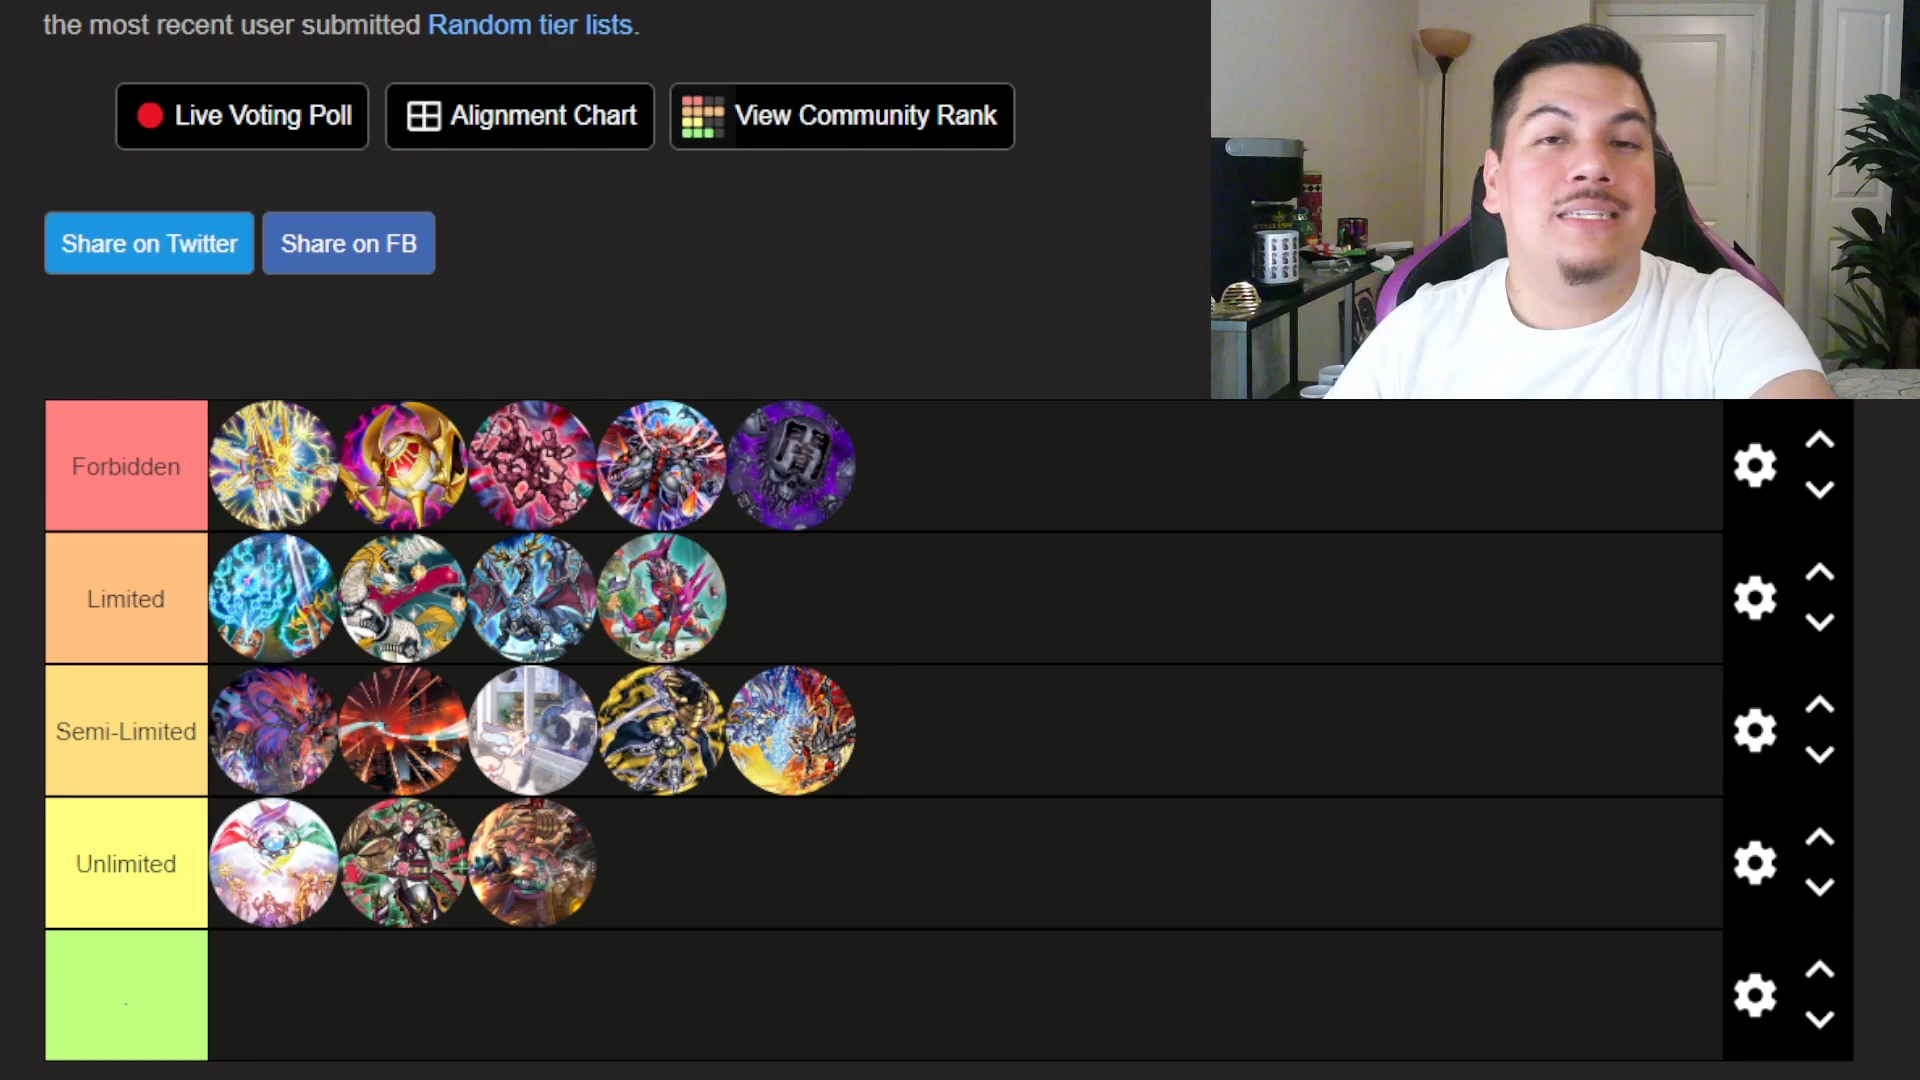 the most recent user submitted Random tier lists.
Live Voting Poll
Alignment Chart
View Community Rank
Share on Twitter
Share on FB
Forbidden
Limited
Semi-Limited
Unlimited
.